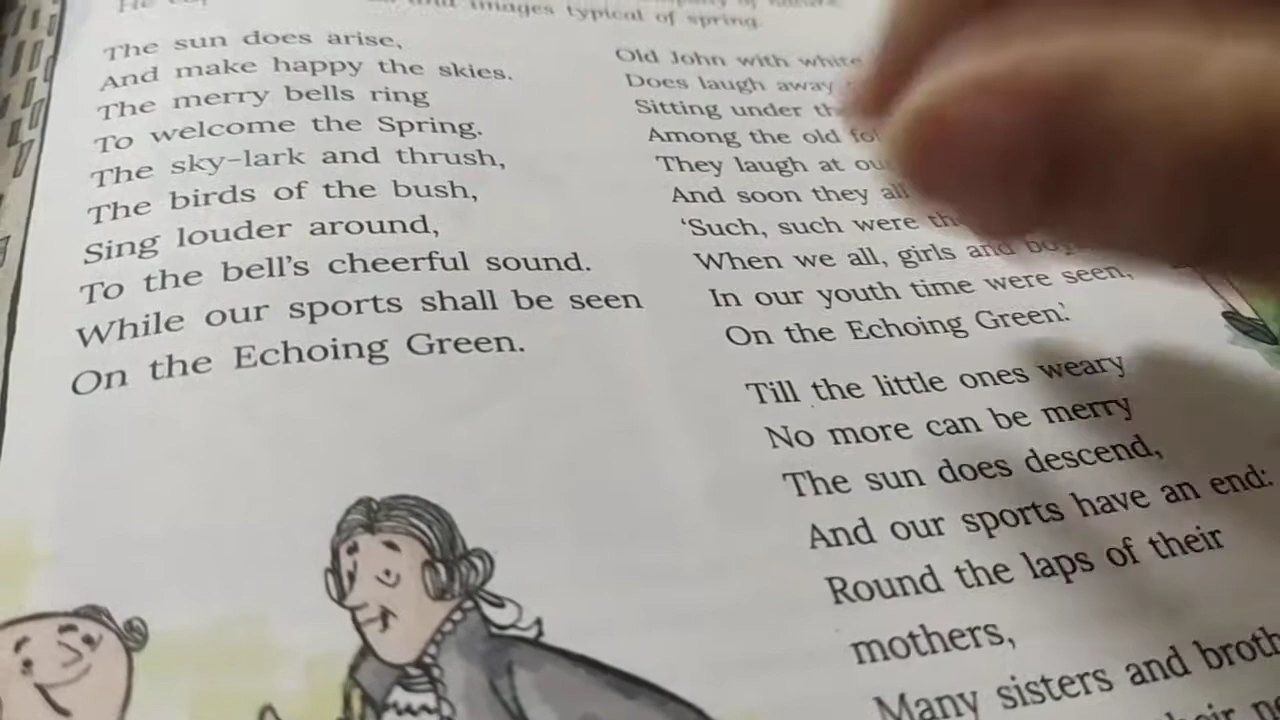 and images typical of spring
The sun does arise,
And make happy the skies.
The merry bells ring
To welcome the Spring.
The sky-lark and thrush,
The birds of the bush,
Sing louder around,
To the bell's cheerful sound.
While our sports shall be seen
On the Echoing Green.
Old John with white
Does laugh away
Sitting under
Among the old
They laugh at
And soon they all
‘Such, such were
When we all, girls and
In our youth time were seen,
On the Echoing Green.’
Till the little ones weary
No more can be merry
The sun does descend,
And our sports have an end:
Round the laps of their
mothers,
Many sisters and